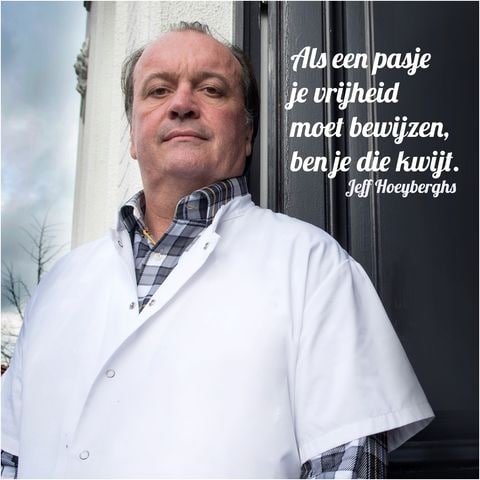 Als een pasje
je vrijheid
moet bewijzen,
ben je die kwijt.
Jeff Hoeyberghs